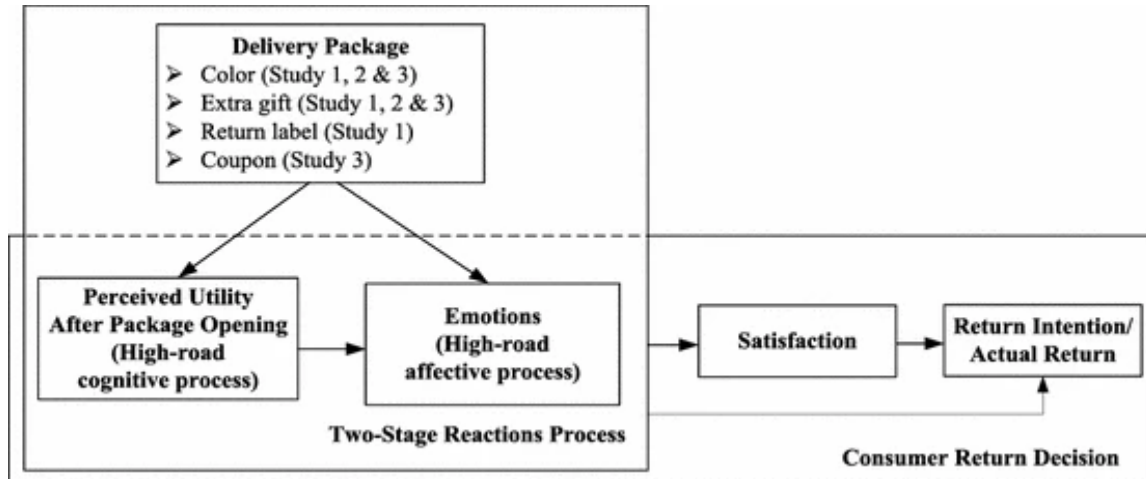 Delivery Package
➢ Color (Study 1, 2 & 3)
➢ Extra gift (Study 1, 2 & 3)
➢ Return label (Study 1)
➢ Coupon (Study 3)
Perceived Utility
After Package Opening
(High-road
cognitive process)
Emotions
(High-road
affective process)
Satisfaction
Return Intention/
Actual Return
Two-Stage Reactions Process
Consumer Return Decision